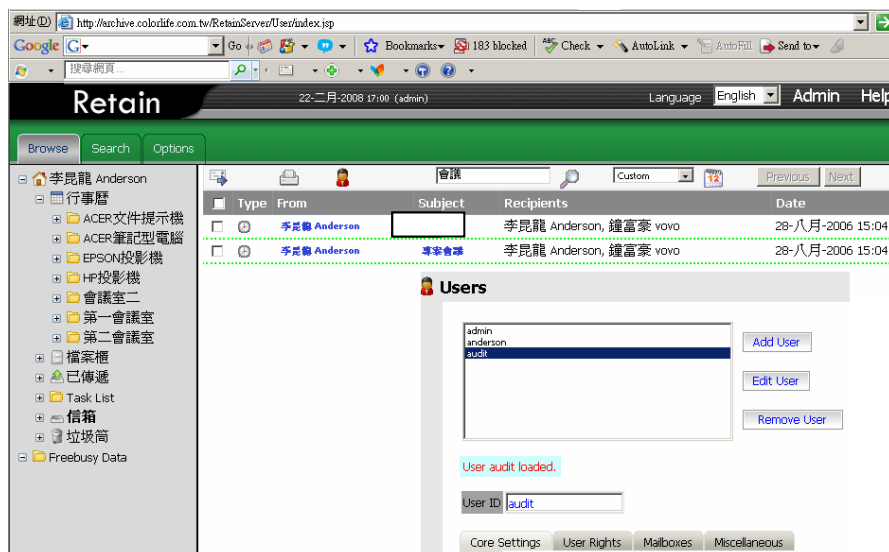 網址(D) http://archive.colorlife.com.tw/RetainServer/User/index.jsp
Google G Go Bookmarks 183 blocked Check AutoLink AutoFill Send to
搜尋網頁...
Retain 22-二月-2008 17:00 (admin) Language English Admin Help
Browse Search Options
李昆龍 Anderson
會議 Custom 12 Previous Next
行事曆
Type From Subject Recipients Date
ACER文件提示機
李昆龍 Anderson 李昆龍 Anderson, 鐘富豪 vovo 28-八月-2006 15:04
ACER筆記型電腦
李昆龍 Anderson 專案會議 李昆龍 Anderson, 鐘富豪 vovo 28-八月-2006 15:04
EPSON投影機
HP投影機
會議室二
第一會議室
第二會議室
檔案櫃
已傳遞
Task List
信箱
垃圾筒
Freebusy Data
Users
admin
anderson
audit
Add User
Edit User
Remove User
User audit loaded.
User ID audit
Core Settings User Rights Mailboxes Miscellaneous